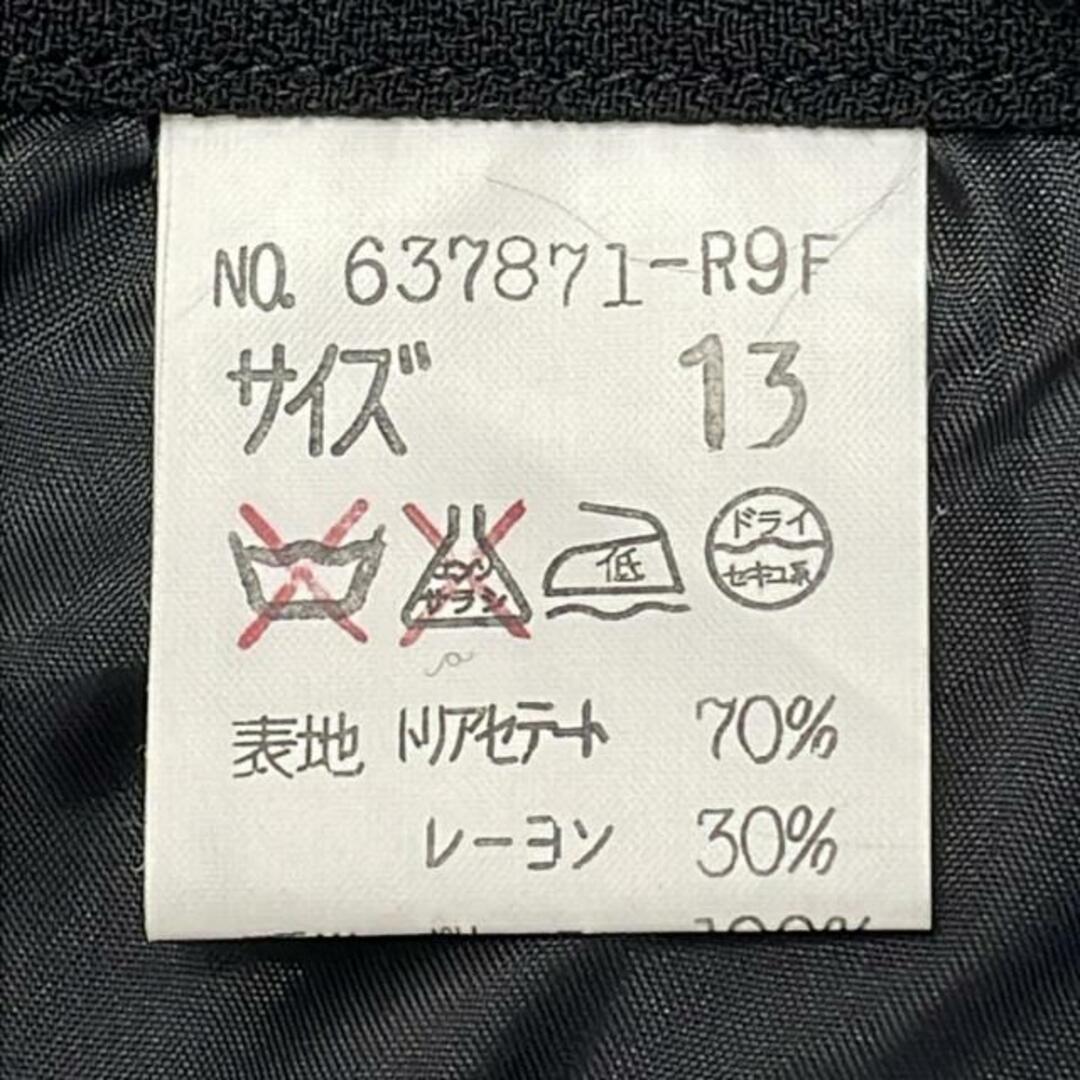 NO. 637871-R9F
サイズ 13
エンソ
サラシ
低
ドライ
セキユ系
表地 トリアセテート 70%
レーヨン 30%
100%